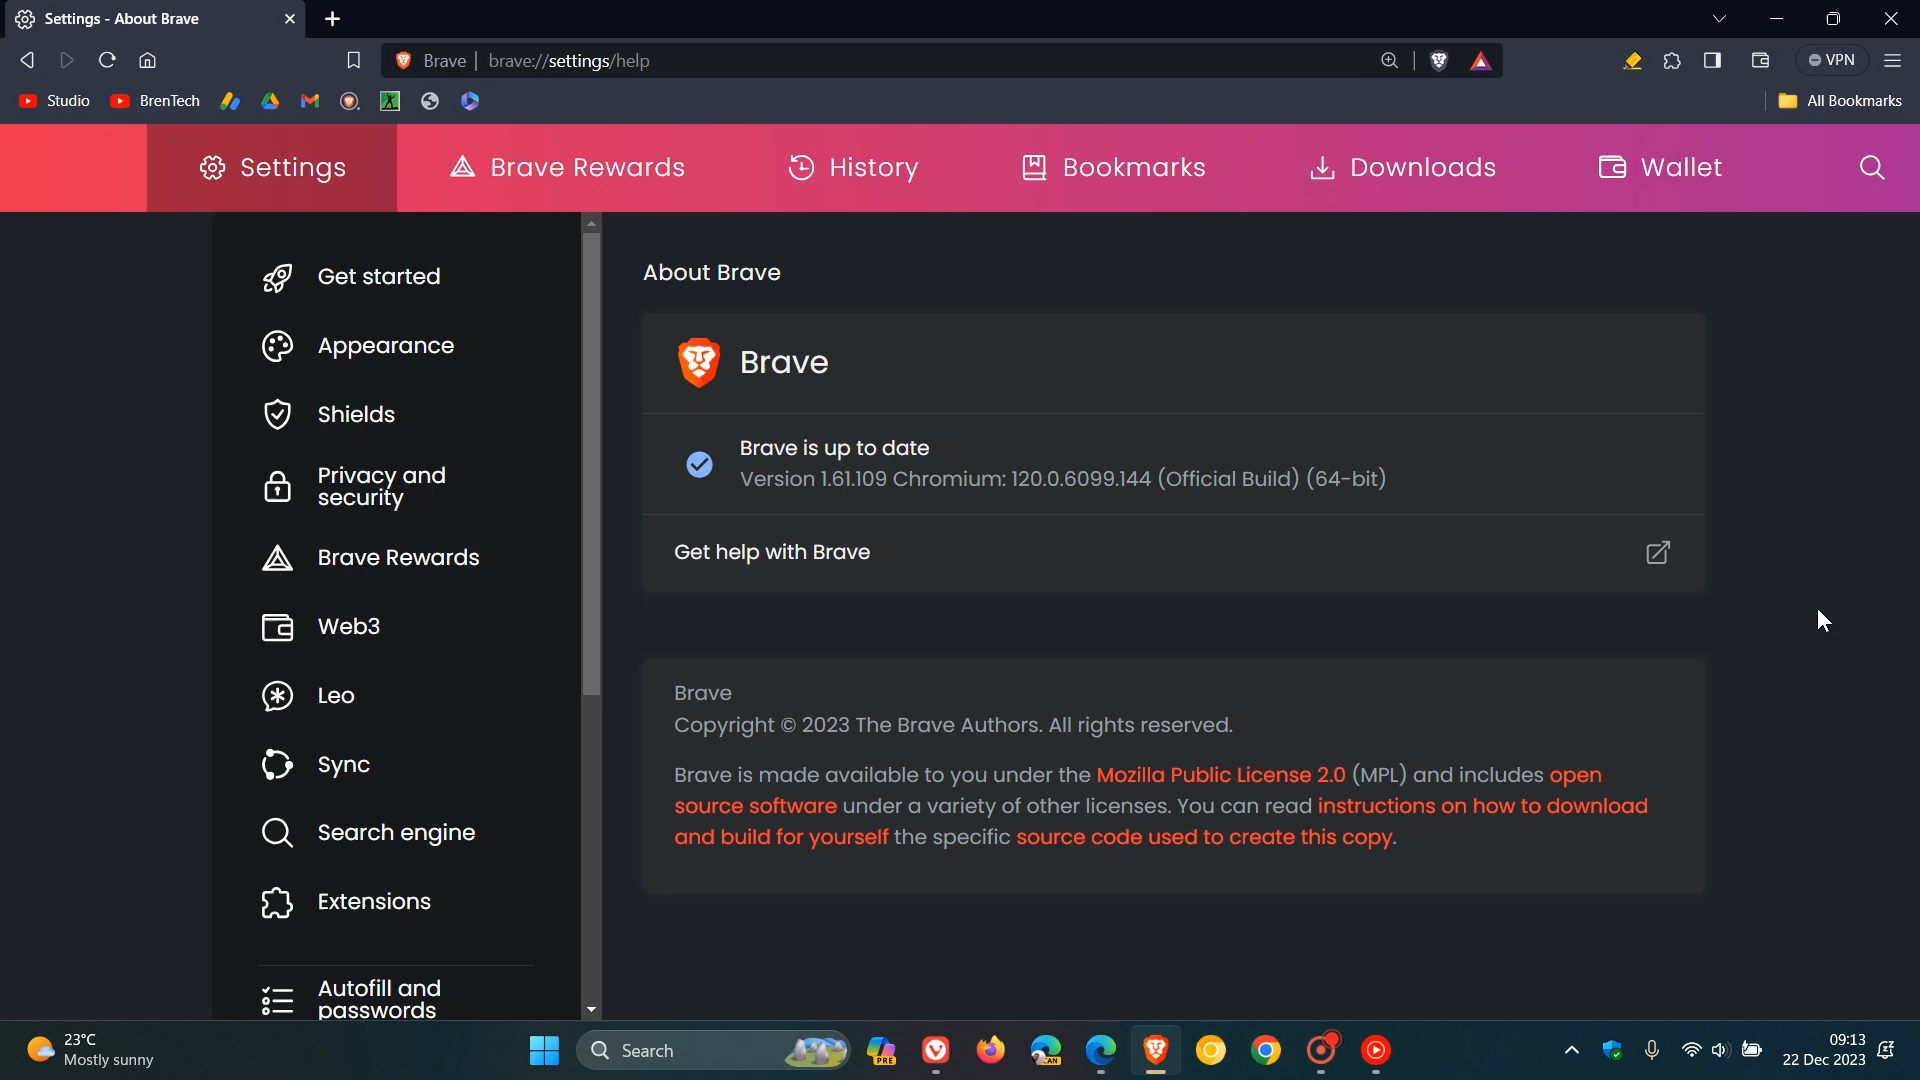 Settings - About Brave
Brave | brave://settings/help
VPN
Studio
BrenTech
All Bookmarks
Settings
Brave Rewards
History
Bookmarks
Downloads
Wallet
Get started
Appearance
Shields
Privacy and
security
Brave Rewards
Web3
Leo
Sync
Search engine
Extensions
Autofill and
passwords
About Brave
Brave
Brave is up to date
Version 1.61.109 Chromium: 120.0.6099.144 (Official Build) (64-bit)
Get help with Brave
Brave
Copyright © 2023 The Brave Authors. All rights reserved.
Brave is made available to you under the Mozilla Public License 2.0 (MPL) and includes open
source software under a variety of other licenses. You can read instructions on how to download
and build for yourself the specific source code used to create this copy.
23°C
Mostly sunny
Search
PRE
CAN
09:13
22 Dec 2023